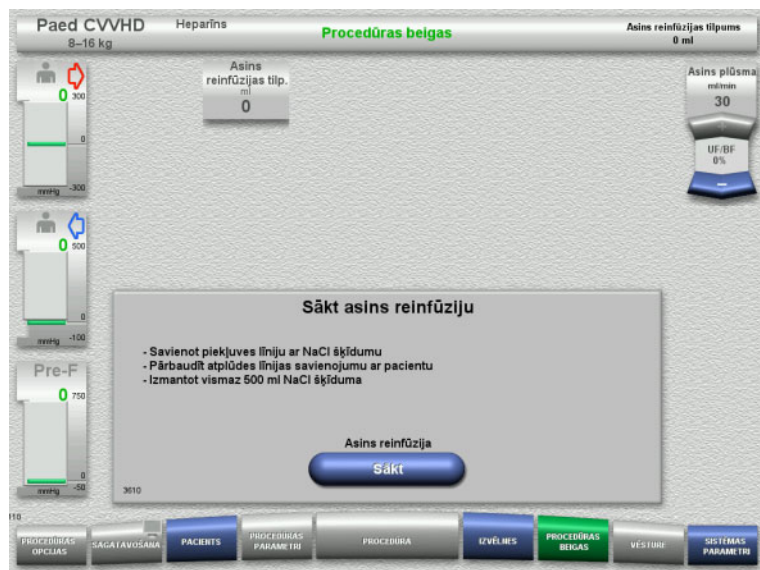 Paed CVVHD
8–16 kg
Heparīns
Procedūras beigas
Asins reinfūzijas tilpums
0 ml
0
300
0
mmHg
-300
Asins
reinfūzijas tilp.
ml
0
Asins plūsma
ml/min
30
+
UF/BF
0%
–
0
500
0
mmHg
-100
Pre-F
0
750
0
mmHg
-50
Sākt asins reinfūziju
- Savienot piekļuves līniju ar NaCl šķīdumu
- Pārbaudīt atplūdes līnijas savienojumu ar pacientu
- Izmantot vismaz 500 ml NaCl šķīduma
Asins reinfūzija
Sākt
3610
PROCEDŪRAS
OPCIJAS
SAGATAVOŠANA
PACIENTS
PROCEDŪRAS
PARAMETRI
PROCEDŪRA
IZVĒLNES
PROCEDŪRAS
BEIGAS
VĒSTURE
SISTĒMAS
PARAMETRI